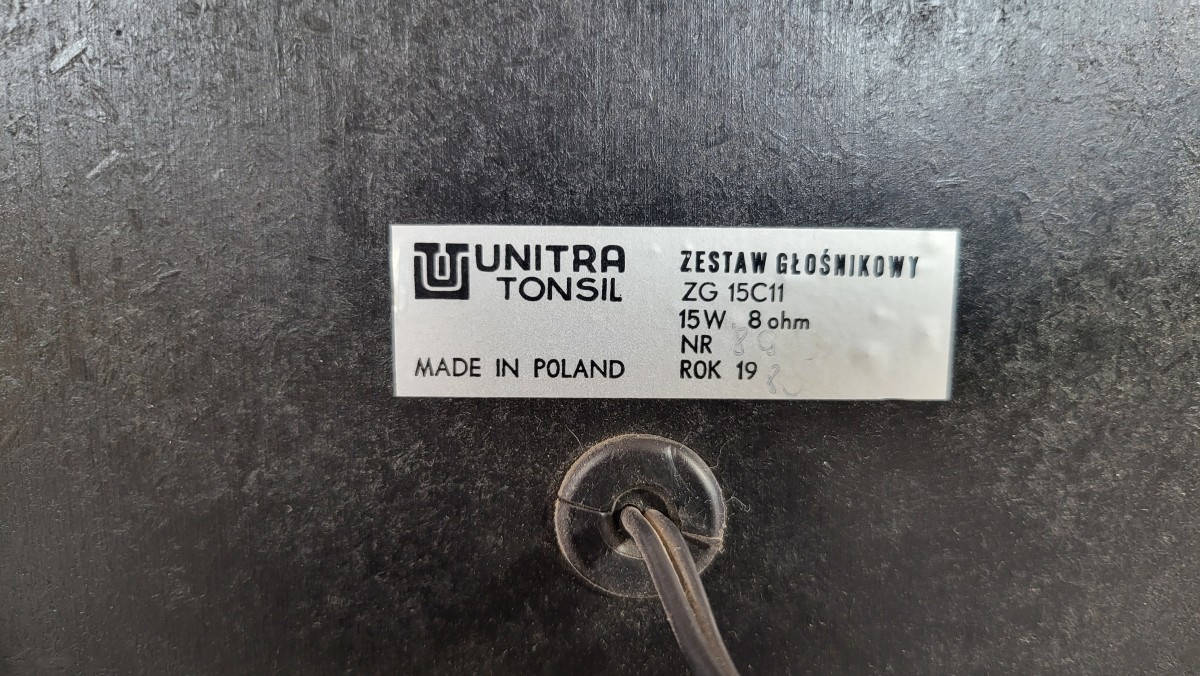 UNITRA
TONSIL
MADE IN POLAND
ZESTAW GŁOŚNIKOWY
ZG 15C11
15W 8 ohm
NR
ROK 19